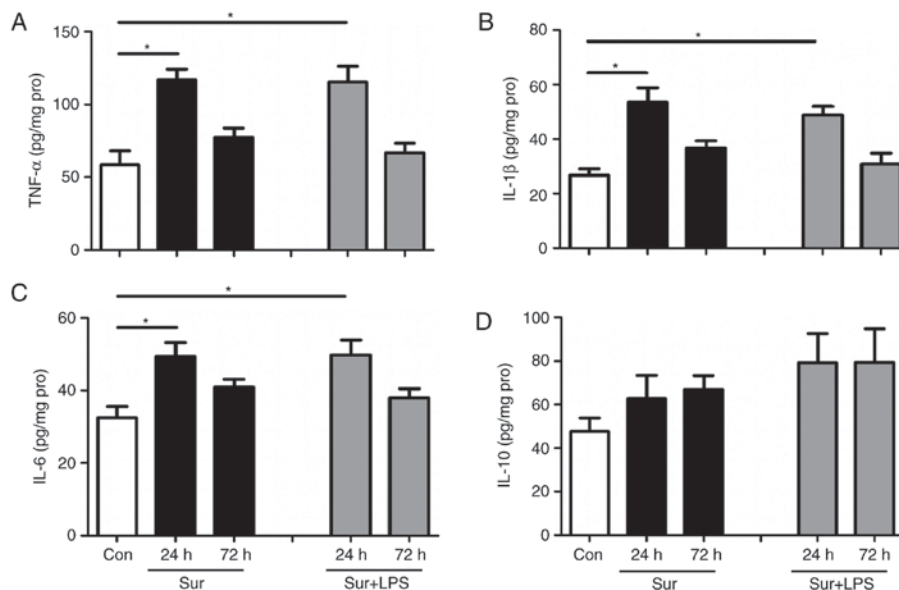 A
*
*
150
100
50
0
TNF-α (pg/mg pro)
B
*
*
80
60
40
20
0
IL-1β (pg/mg pro)
C
*
*
60
40
20
0
IL-6 (pg/mg pro)
Con 24 h 72 h 24 h 72 h
Sur Sur+LPS
D
100
80
60
40
20
0
IL-10 (pg/mg pro)
Con 24 h 72 h 24 h 72 h
Sur Sur+LPS